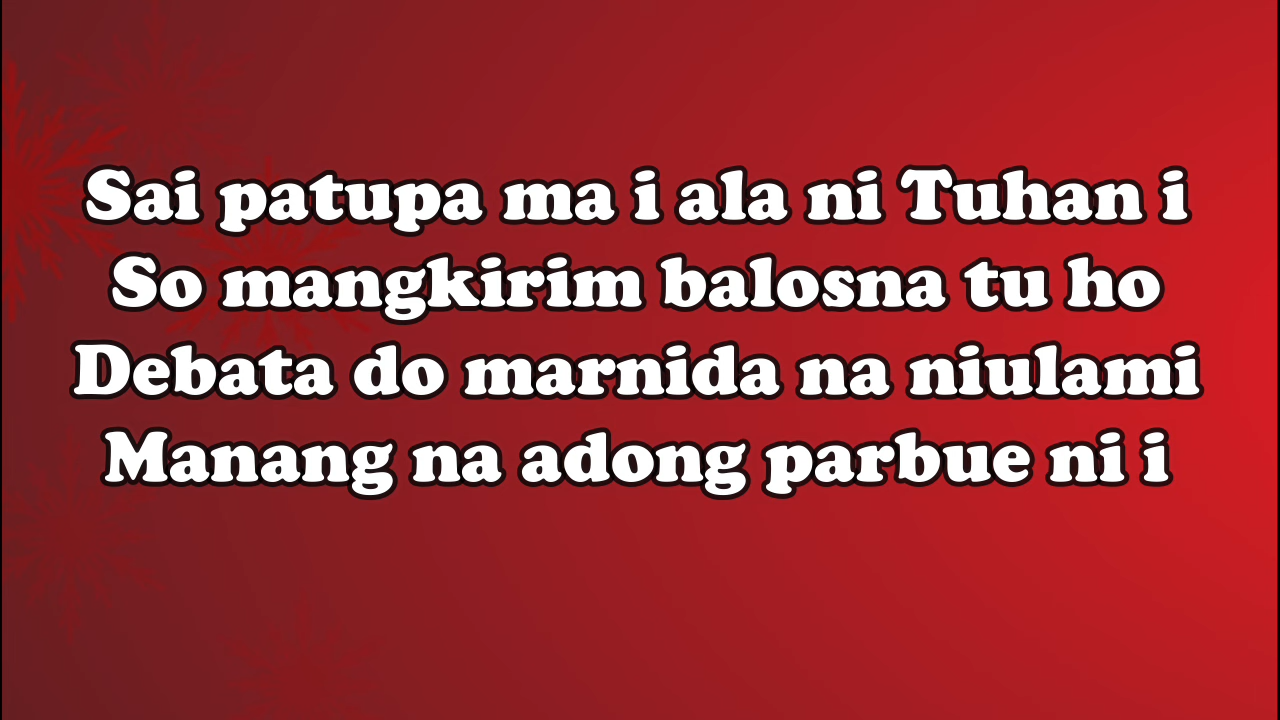 Sai patupa ma i ala ni Tuhan i
So mangkirim balosna tu ho
Debata do marnida na niulami
Manang na adong parbue ni i